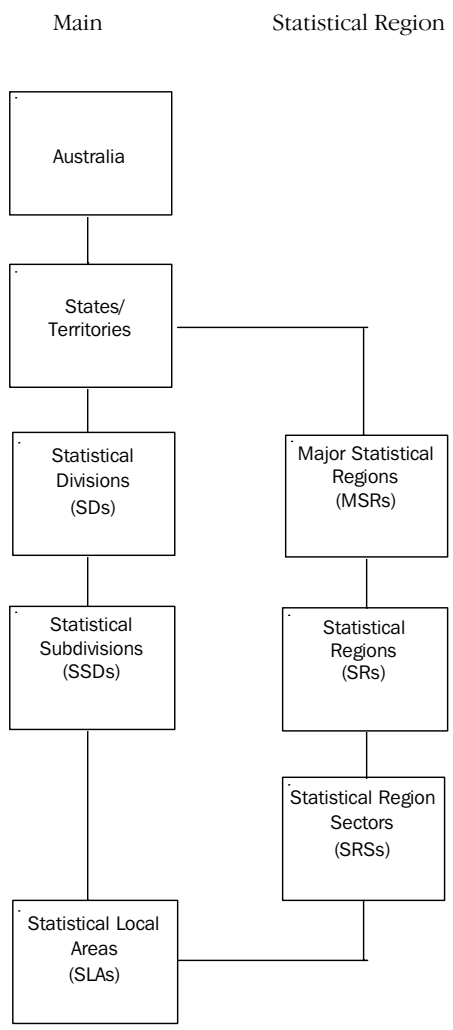 Main
Statistical Region
Australia
States/
Territories
Statistical
Divisions
(SDs)
Major Statistical
Regions
(MSRs)
Statistical
Subdivisions
(SSDs)
Statistical
Regions
(SRs)
Statistical Region
Sectors
(SRSs)
Statistical Local
Areas
(SLAs)